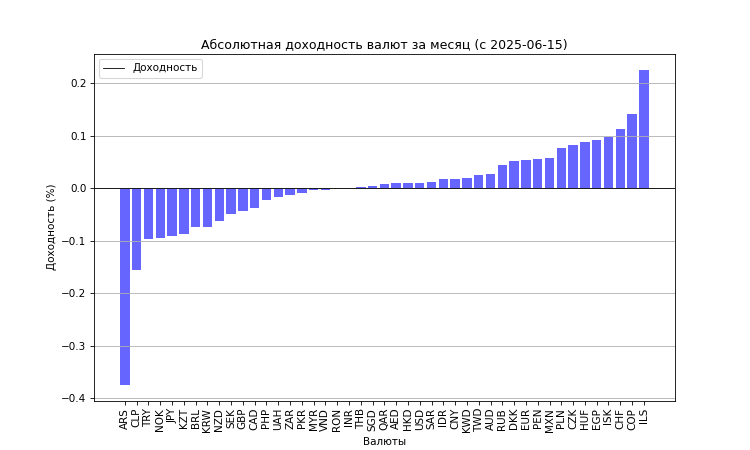 Абсолютная доходность валют за месяц (с 2025-06-15)
Доходность
0.2
0.1
0.0
−0.1
−0.2
−0.3
−0.4
Доходность (%)
ARS
CLP
TRY
NOK
JPY
KZT
BRL
KRW
NZD
SEK
GBP
CAD
PHP
UAH
ZAR
PKR
MYR
VND
RON
INR
THB
SGD
QAR
AED
HKD
USD
SAR
IDR
CNY
KWD
TWD
AUD
RUB
DKK
EUR
PEN
MXN
PLN
CZK
HUF
EGP
ISK
CHF
COP
ILS
Валюты